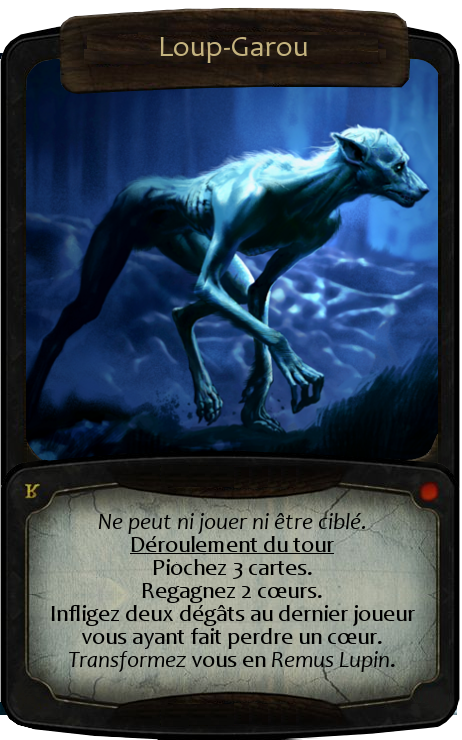 Loup-Garou
Ne peut ni jouer ni être ciblé.
Déroulement du tour
Piochez 3 cartes.
Regagnez 2 cœurs.
Infligez deux dégâts au dernier joueur
vous ayant fait perdre un cœur.
Transformez vous en Remus Lupin.